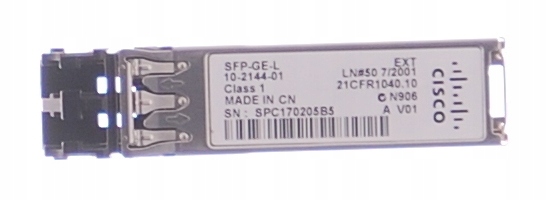 SFP-GE-L EXT
10-2144-01 LN#50 7/2001
Class 1 21CFR1040.10
MADE IN CN N906
SN : SPC170205B5 A V01
CISCO